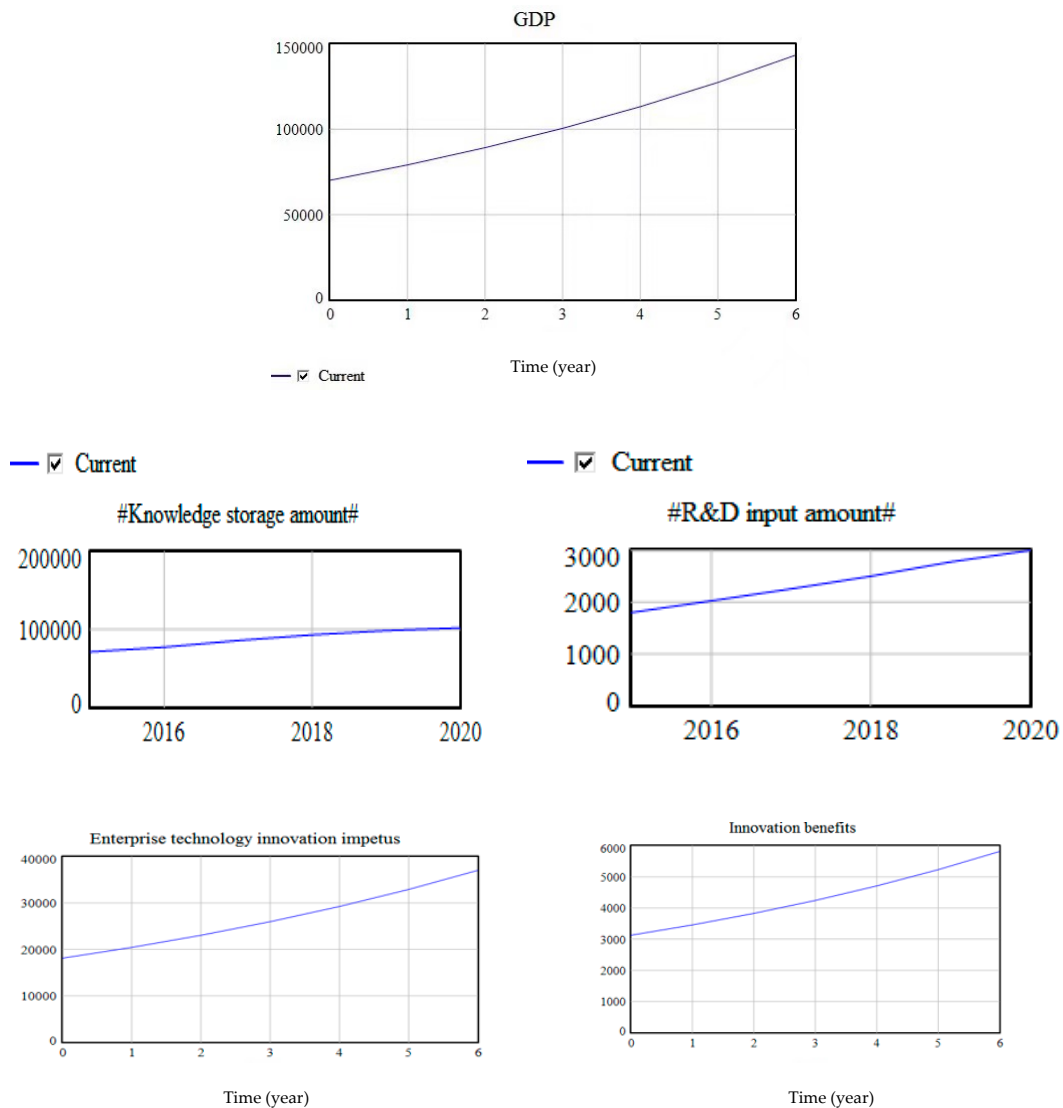 GDP
150000
100000
50000
0
0 1 2 3 4 5 6
Time (year)
Current
Current
#Knowledge storage amount#
200000
100000
0
2016 2018 2020
Current
#R&D input amount#
3000
2000
1000
0
2016 2018 2020
Enterprise technology innovation impetus
40000
30000
20000
10000
0
0 1 2 3 4 5 6
Time (year)
Innovation benefits
6000
5000
4000
3000
2000
1000
0
0 1 2 3 4 5 6
Time (year)